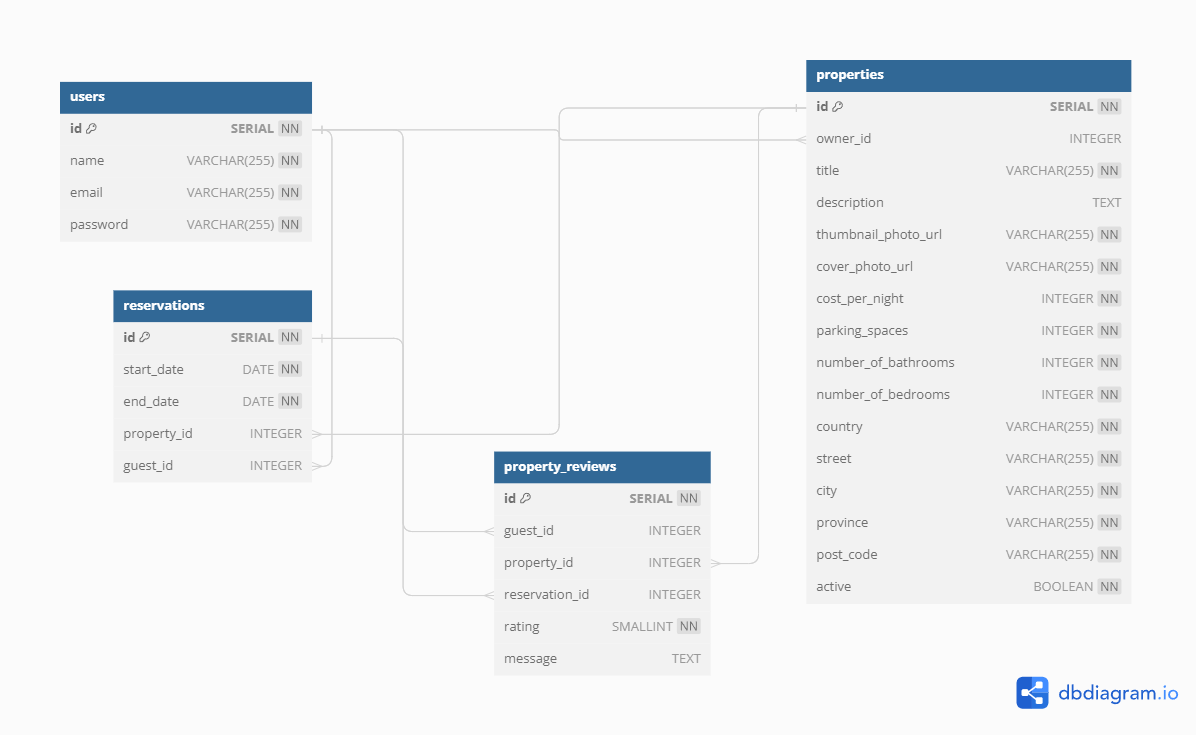 users
id SERIAL NN
name VARCHAR(255) NN
email VARCHAR(255) NN
password VARCHAR(255) NN
reservations
id SERIAL NN
start_date DATE NN
end_date DATE NN
property_id INTEGER
guest_id INTEGER
property_reviews
id SERIAL NN
guest_id INTEGER
property_id INTEGER
reservation_id INTEGER
rating SMALLINT NN
message TEXT
properties
id SERIAL NN
owner_id INTEGER
title VARCHAR(255) NN
description TEXT
thumbnail_photo_url VARCHAR(255) NN
cover_photo_url VARCHAR(255) NN
cost_per_night INTEGER NN
parking_spaces INTEGER NN
number_of_bathrooms INTEGER NN
number_of_bedrooms INTEGER NN
country VARCHAR(255) NN
street VARCHAR(255) NN
city VARCHAR(255) NN
province VARCHAR(255) NN
post_code VARCHAR(255) NN
active BOOLEAN NN
dbdiagram.io